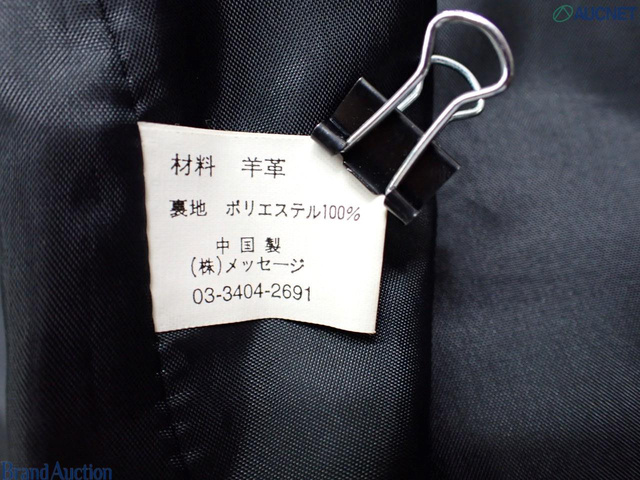 AUCNET
材料 羊革
裏地 ポリエステル100%
中国製
(株)メッセージ
03-3404-2691
Brand Auction